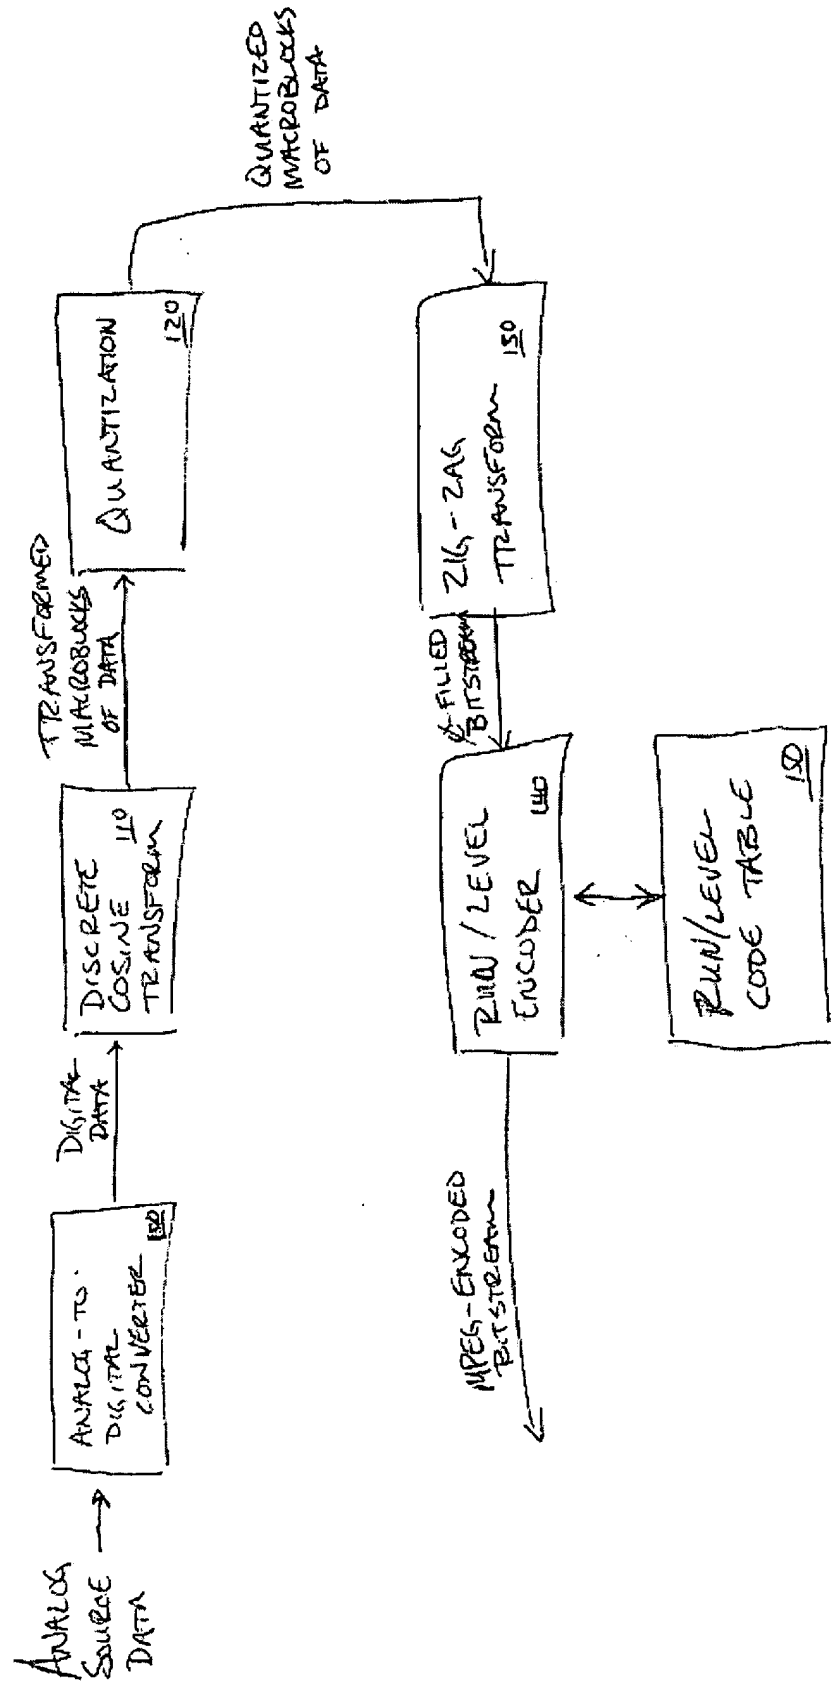 ANALOG
SOURCE
DATA
ANALOG-TO-
DIGITAL
CONVERTER
DIGITAL
DATA
DISCRETE
COSINE 110
TRANSFORM
TRANSFORMED
MACROBLOCKS
OF DATA
QUANTIZATION
120
QUANTIZED
MACROBLOCKS
OF DATA
ZIG-ZAG
TRANSFORM 130
Ø-FILLED
BITSTREAM
RUN/LEVEL
ENCODER 140
RUN/LEVEL
CODE TABLE
150
MPEG-ENCODED
BITSTREAM